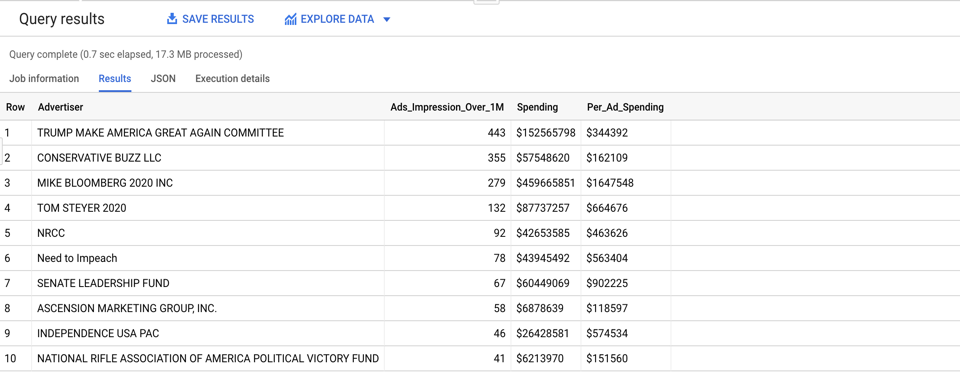 Query results SAVE RESULTS EXPLORE DATA
Query complete (0.7 sec elapsed, 17.3 MB processed)
Job information Results JSON Execution details
Row Advertiser Ads_Impression_Over_1M Spending Per_Ad_Spending
1 TRUMP MAKE AMERICA GREAT AGAIN COMMITTEE 443 $152565798 $344392
2 CONSERVATIVE BUZZ LLC 355 $57548620 $162109
3 MIKE BLOOMBERG 2020 INC 279 $459665851 $1647548
4 TOM STEYER 2020 132 $87737257 $664676
5 NRCC 92 $42653585 $463626
6 Need to Impeach 78 $43945492 $563404
7 SENATE LEADERSHIP FUND 67 $60449069 $902225
8 ASCENSION MARKETING GROUP, INC. 58 $6878639 $118597
9 INDEPENDENCE USA PAC 46 $26428581 $574534
10 NATIONAL RIFLE ASSOCIATION OF AMERICA POLITICAL VICTORY FUND 41 $6213970 $151560